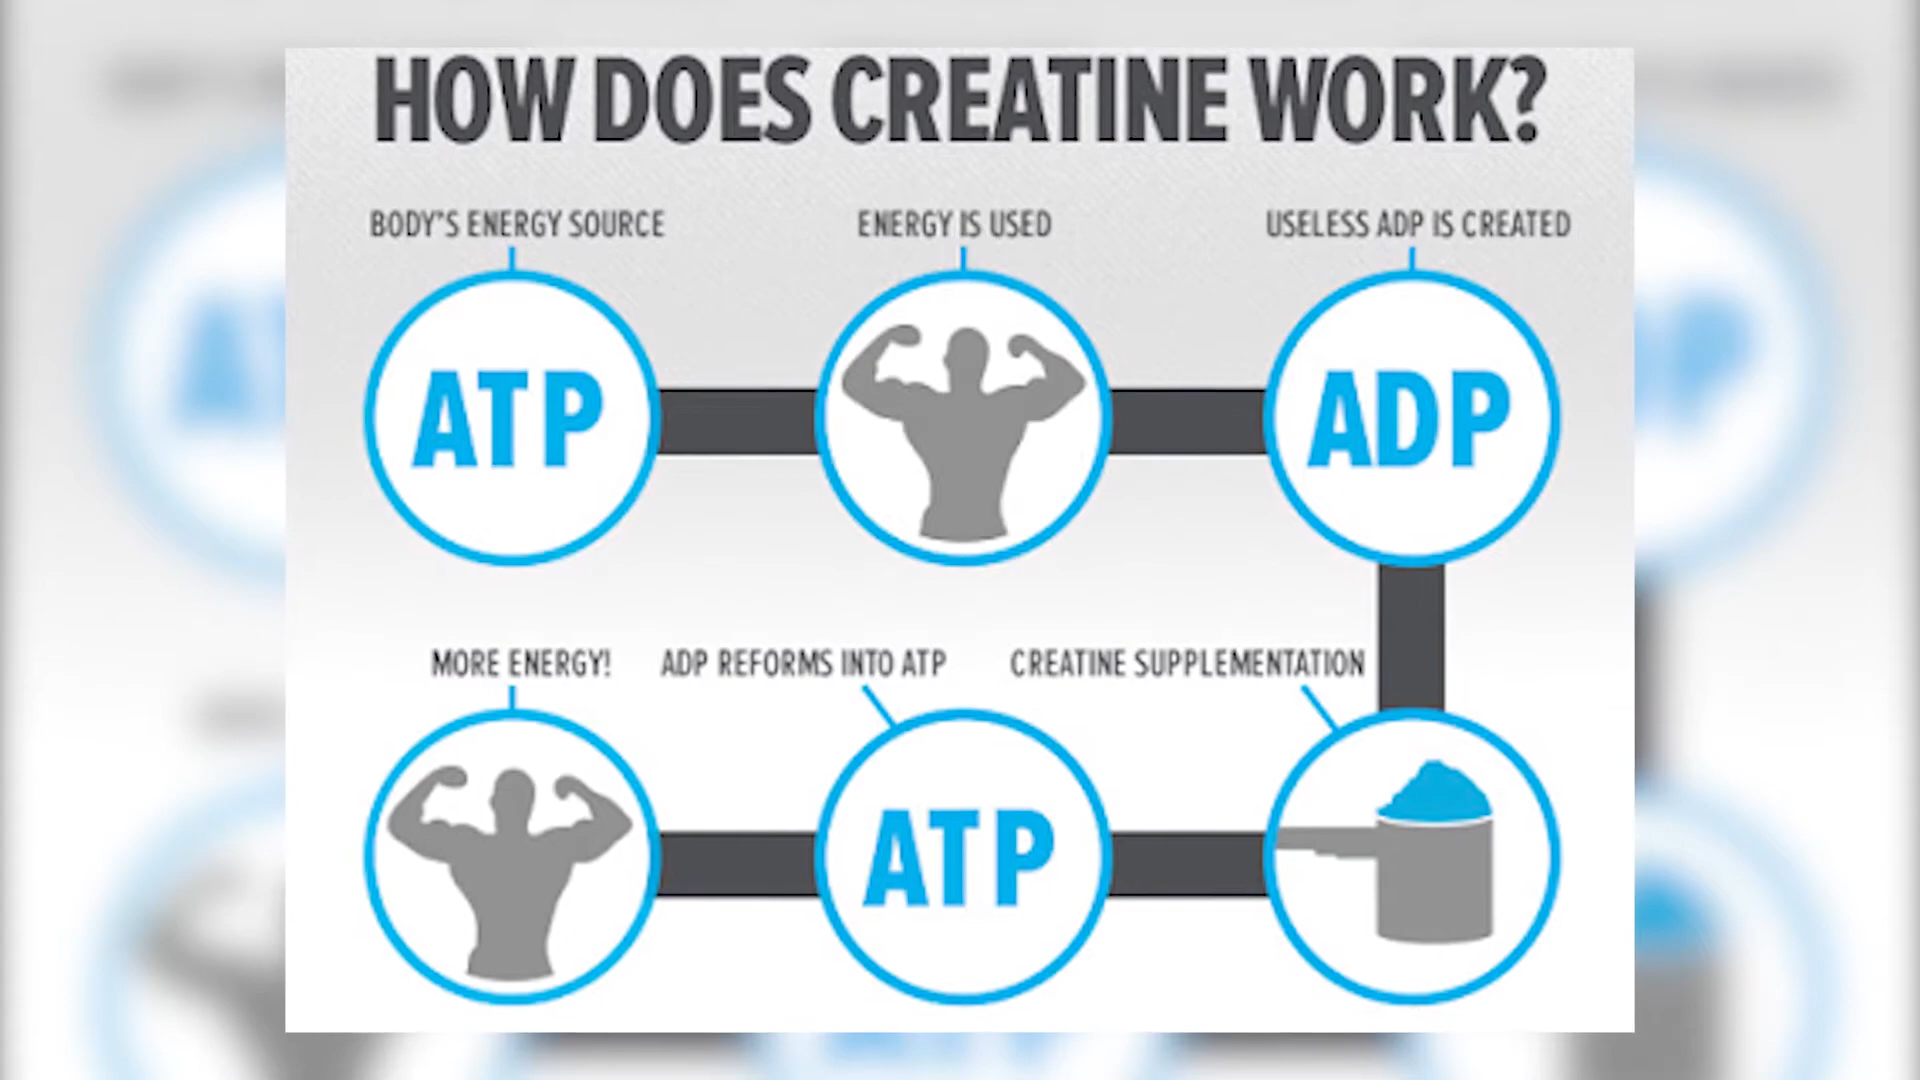 HOW DOES CREATINE WORK?
BODY'S ENERGY SOURCE
ENERGY IS USED
USELESS ADP IS CREATED
ATP
ADP
MORE ENERGY!
ADP REFORMS INTO ATP
CREATINE SUPPLEMENTATION
ATP